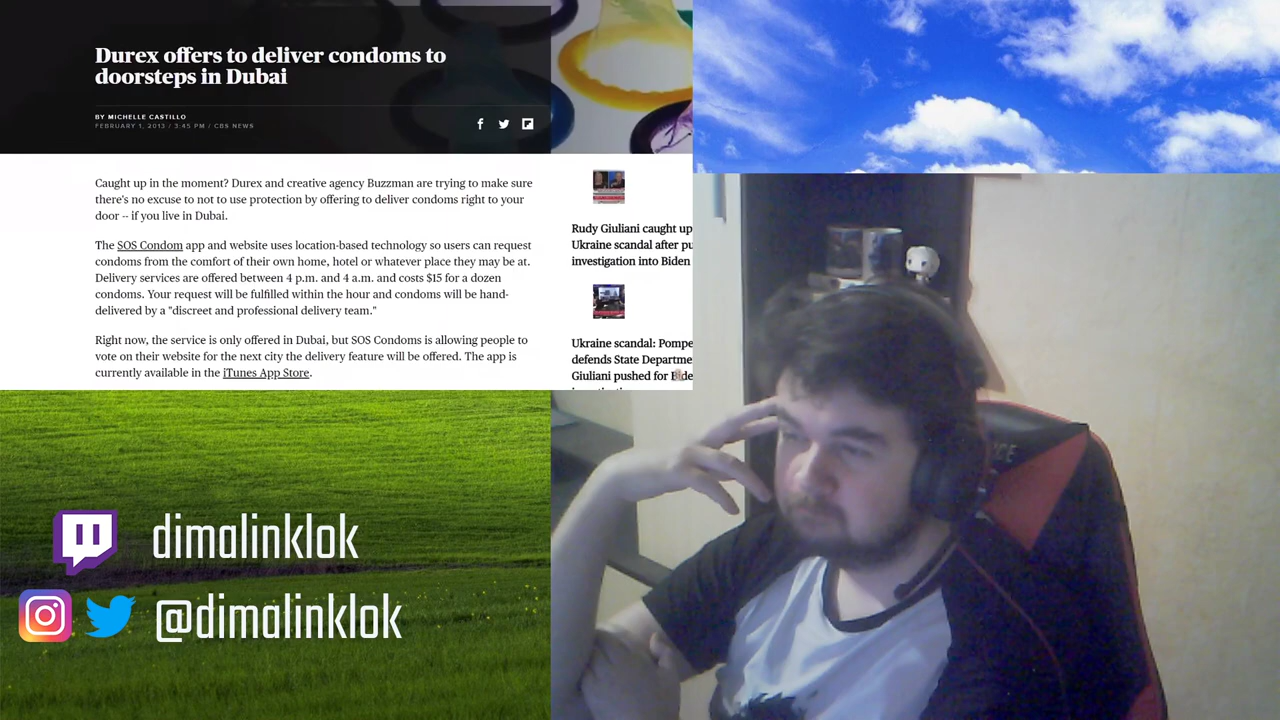 Durex offers to deliver condoms to
doorsteps in Dubai
BY MICHELLE CASTILLO
FEBRUARY 1, 2013 / 3:45 PM / CBS NEWS
Caught up in the moment? Durex and creative agency Buzzman are trying to make sure
there's no excuse to not to use protection by offering to deliver condoms right to your
door -- if you live in Dubai.
The SOS Condom app and website uses location-based technology so users can request
condoms from the comfort of their own home, hotel or whatever place they may be at.
Delivery services are offered between 4 p.m. and 4 a.m. and costs $15 for a dozen
condoms. Your request will be fulfilled within the hour and condoms will be hand-
delivered by a "discreet and professional delivery team."
Right now, the service is only offered in Dubai, but SOS Condoms is allowing people to
vote on their website for the next city the delivery feature will be offered. The app is
currently available in the iTunes App Store.
Rudy Giuliani caught up
Ukraine scandal after pu
investigation into Biden
Ukraine scandal: Pompe
defends State Departme
Giuliani pushed for
dimalinklok
@dimalinklok